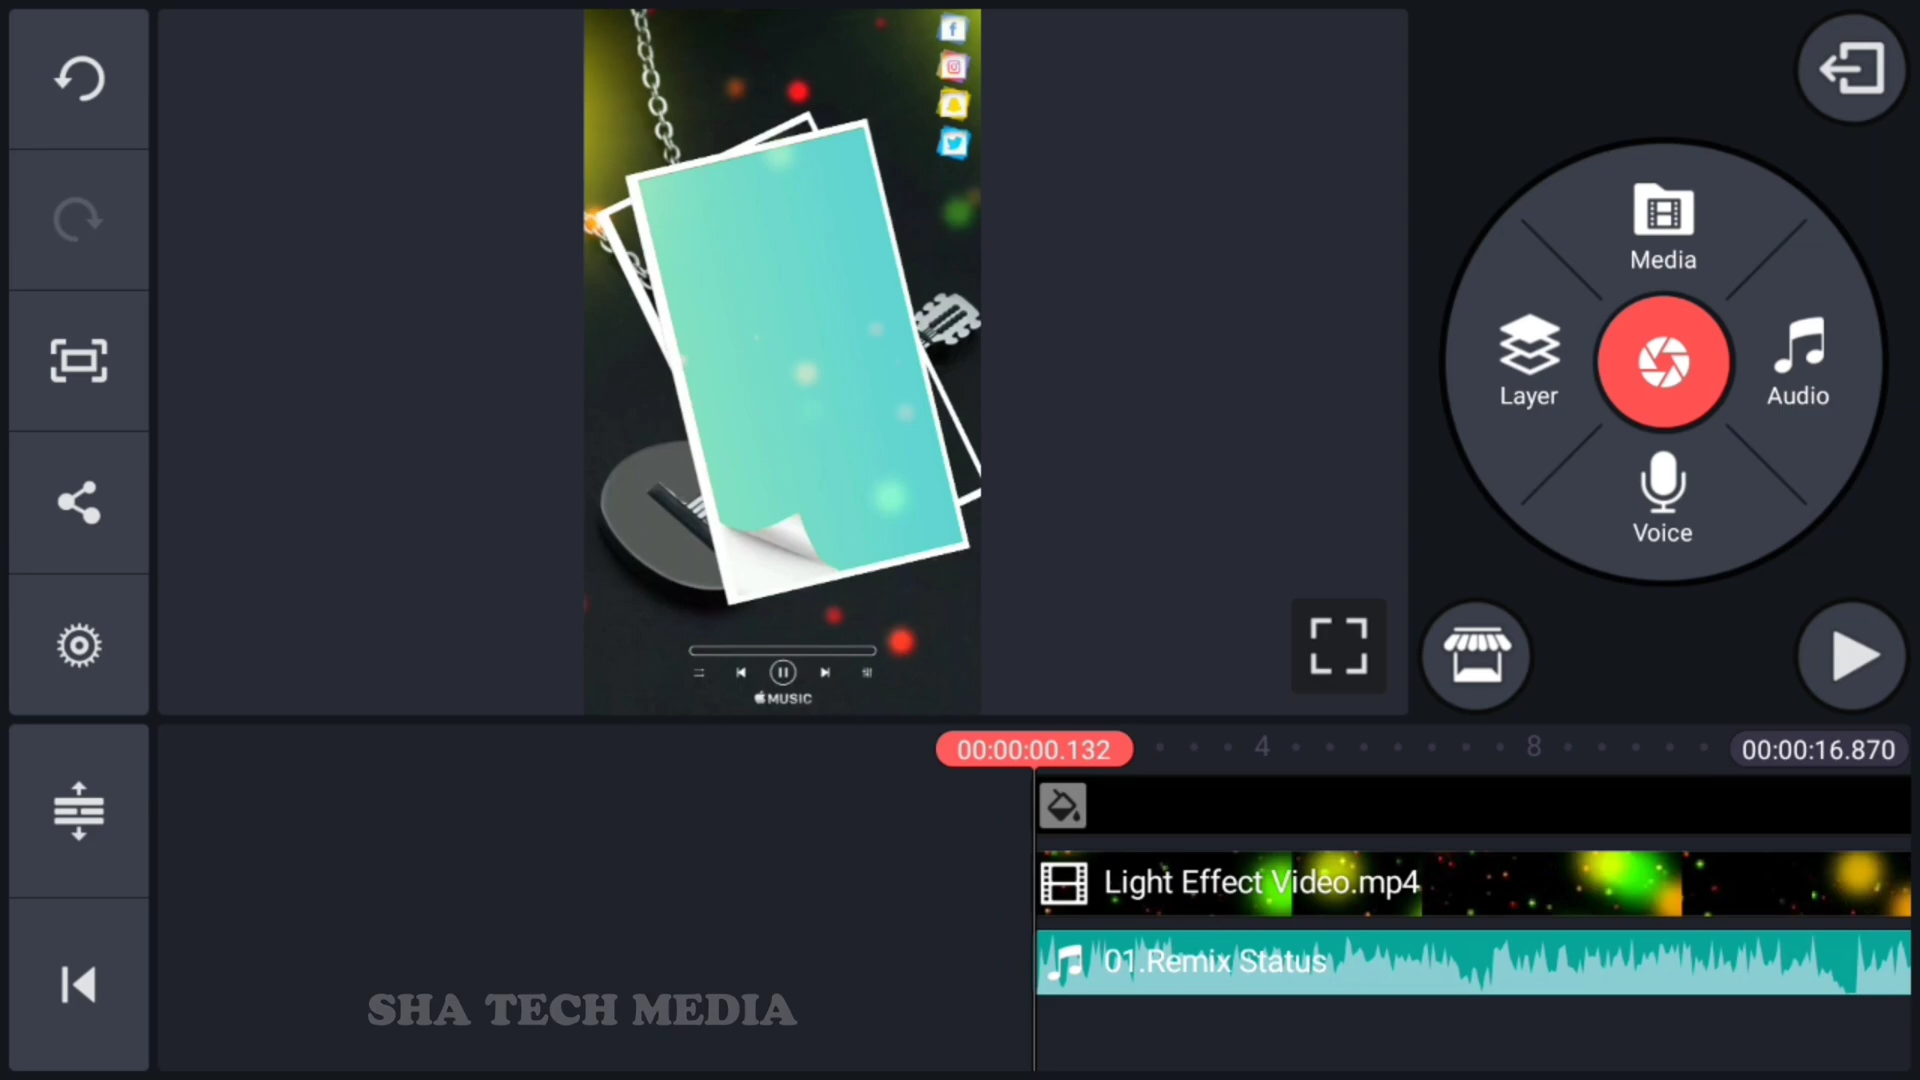 Media
Layer
Audio
Voice
MUSIC
00:00:00.132
4
8
00:00:16.870
Light Effect Video.mp4
01.Remix Status
SHA TECH MEDIA